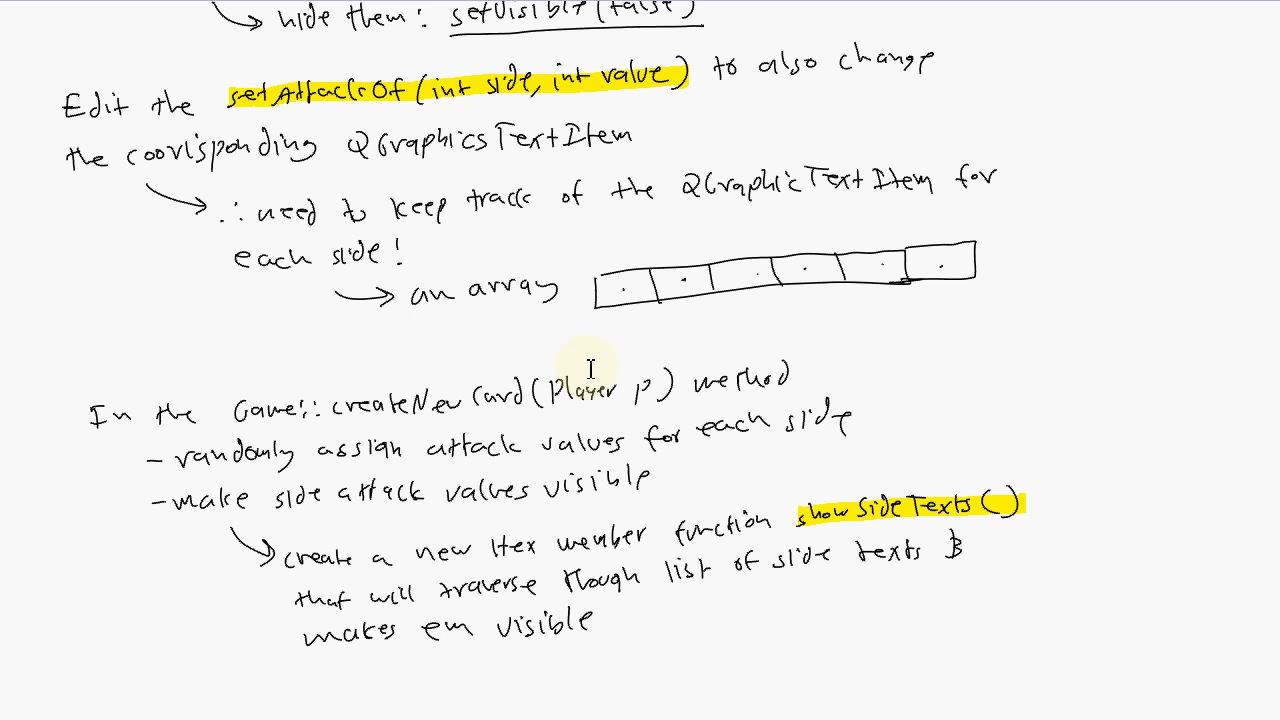 hide them: setVisible(false)
Edit the setAttackOf(int side, int value) to also change
the coorisponding QGraphicsTextItem
∴ need to keep track of the QGraphicTextItem for
each side!
an array
In the Game::createNewCard(Player p) method
- randomly assign attack values for each side
- make side attack values visible
create a new Hex member function showSideTexts()
that will traverse though list of side texts &
makes em visible